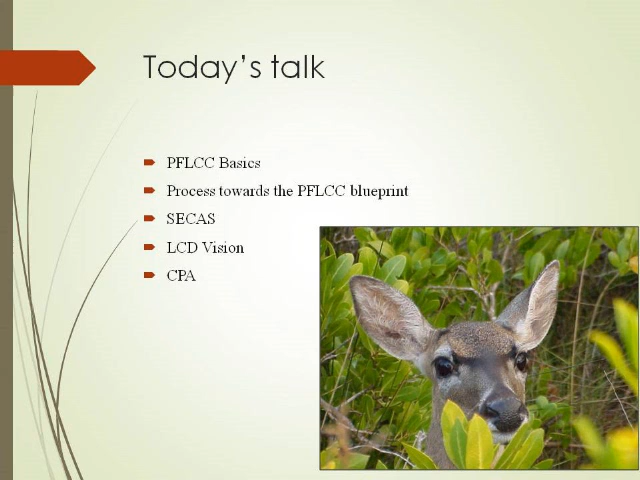 Today's talk
PFLCC Basics
Process towards the PFLCC blueprint
SECAS
LCD Vision
CPA